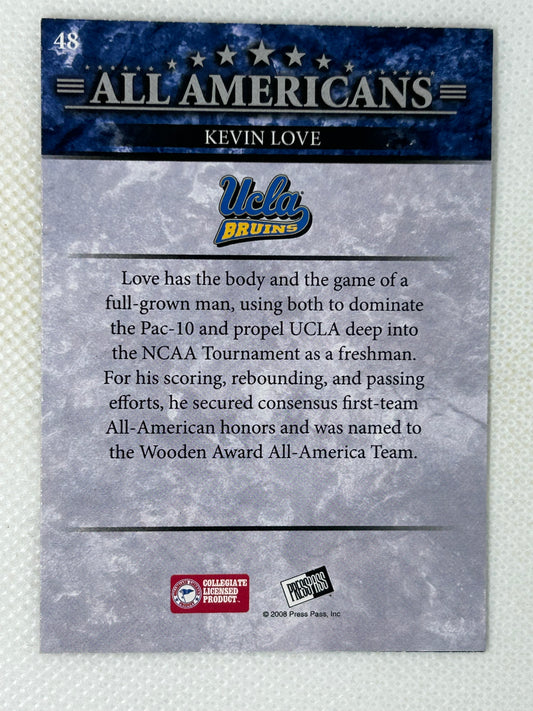 48
ALL AMERICANS
KEVIN LOVE
Ucla
BRUINS
Love has the body and the game of a
full-grown man, using both to dominate
the Pac-10 and propel UCLA deep into
the NCAA Tournament as a freshman.
For his scoring, rebounding, and passing
efforts, he secured consensus first-team
All-American honors and was named to
the Wooden Award All-America Team.
COLLEGIATE
LICENSED
PRODUCT
PRESS PASS
© 2008 Press Pass, Inc